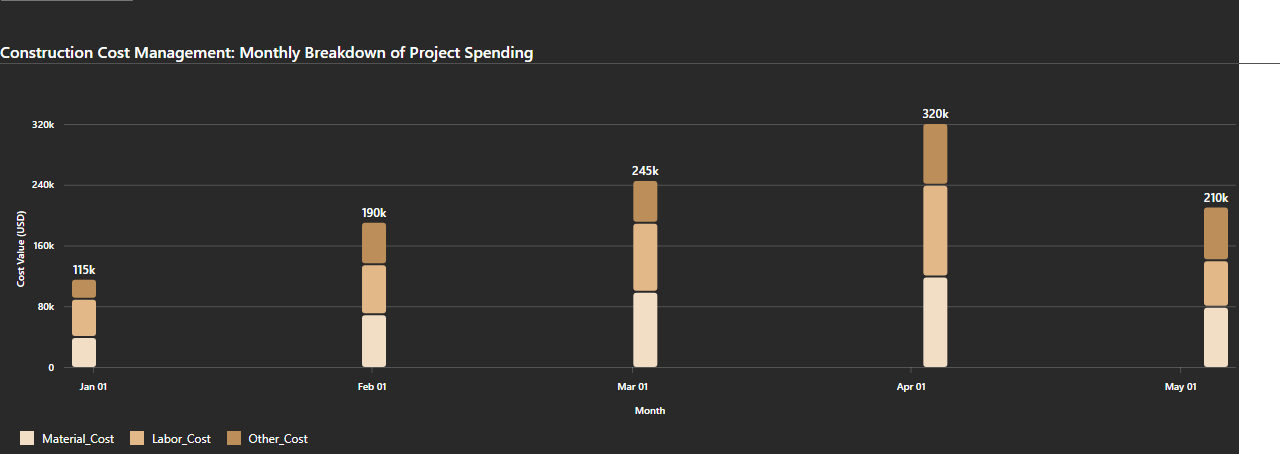 Construction Cost Management: Monthly Breakdown of Project Spending
320k
240k
160k
80k
0
Cost Value (USD)
115k
190k
245k
320k
210k
Jan 01
Feb 01
Mar 01
Apr 01
May 01
Month
Material_Cost
Labor_Cost
Other_Cost